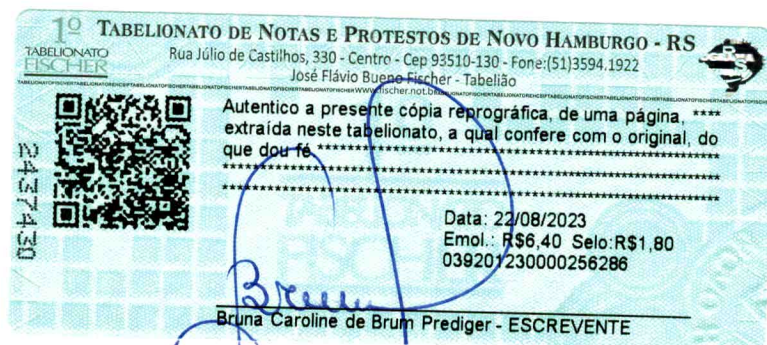 1º TABELIONATO DE NOTAS E PROTESTOS DE NOVO HAMBURGO - RS
TABELIONATO
FISCHER
Rua Júlio de Castilhos, 330 - Centro - Cep 93510-130 - Fone:(51)3594.1922
José Flávio Bueno Fischer - Tabelião
www.fischer.not.br
Autentico a presente cópia reprográfica, de uma página, ****
extraída neste tabelionato, a qual confere com o original, do
que dou fé
2437430
Data: 22/08/2023
Emol.: R$6,40 Selo:R$1,80
039201230000256286
Bruna Caroline de Brum Prediger - ESCREVENTE